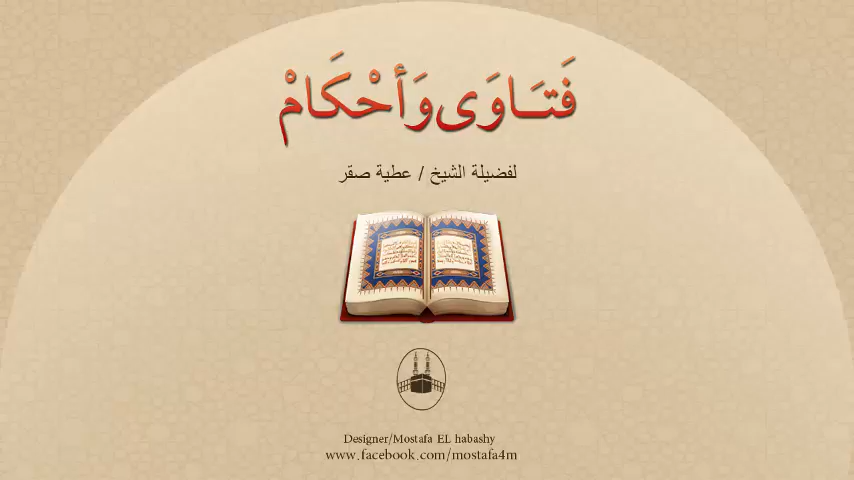 فَتَاوَى وَأَحْكَامْ
لفضيلة الشيخ / عطية صقر
Designer/Mostafa EL habashy
www.facebook.com/mostafa4m